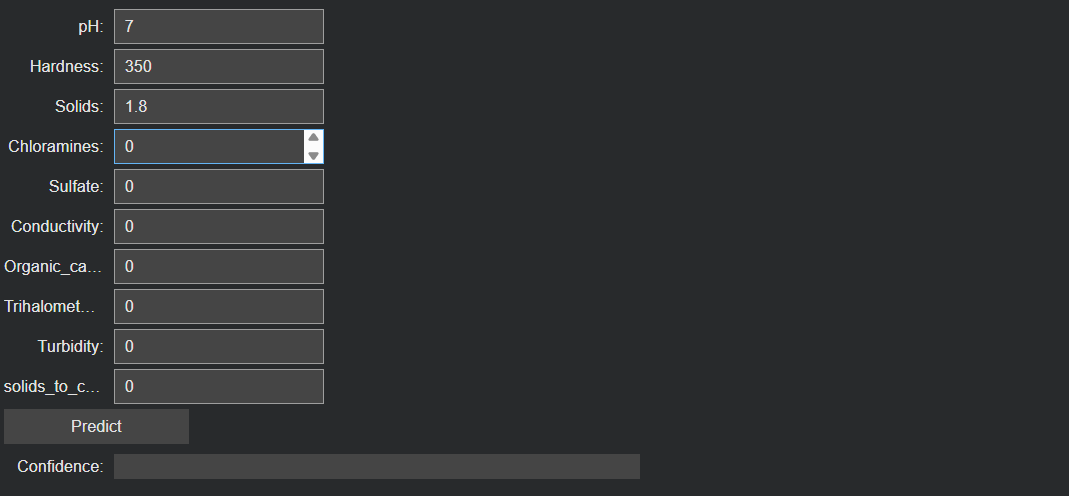 pH: 7
Hardness: 350
Solids: 1.8
Chloramines: 0
Sulfate: 0
Conductivity: 0
Organic_ca... 0
Trihalomet... 0
Turbidity: 0
solids_to_c... 0
Predict
Confidence: